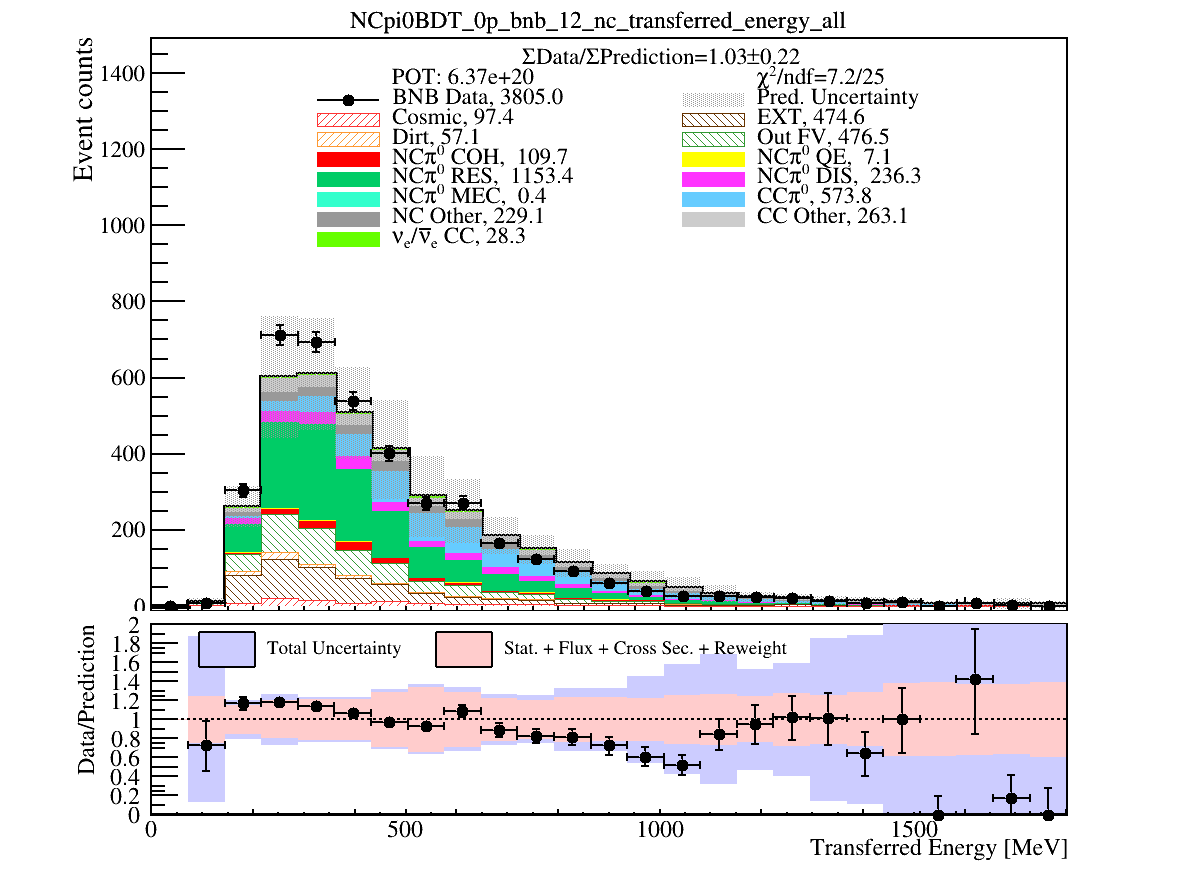 NCpi0BDT_0p_bnb_12_nc_transferred_energy_all
ΣData/ΣPrediction=1.03±0.22
POT: 6.37e+20
χ²/ndf=7.2/25
BNB Data, 3805.0
Pred. Uncertainty
Cosmic, 97.4
EXT, 474.6
Dirt, 57.1
Out FV, 476.5
NCπ⁰ COH, 109.7
NCπ⁰ QE, 7.1
NCπ⁰ RES, 1153.4
NCπ⁰ DIS, 236.3
NCπ⁰ MEC, 0.4
CCπ⁰, 573.8
NC Other, 229.1
CC Other, 263.1
νₑ/ν̅ₑ CC, 28.3
Event counts
1400
1200
1000
800
600
400
200
0
Total Uncertainty
Stat. + Flux + Cross Sec. + Reweight
Data/Prediction
2
1.8
1.6
1.4
1.2
1
0.8
0.6
0.4
0.2
0
0 500 1000 1500
Transferred Energy [MeV]